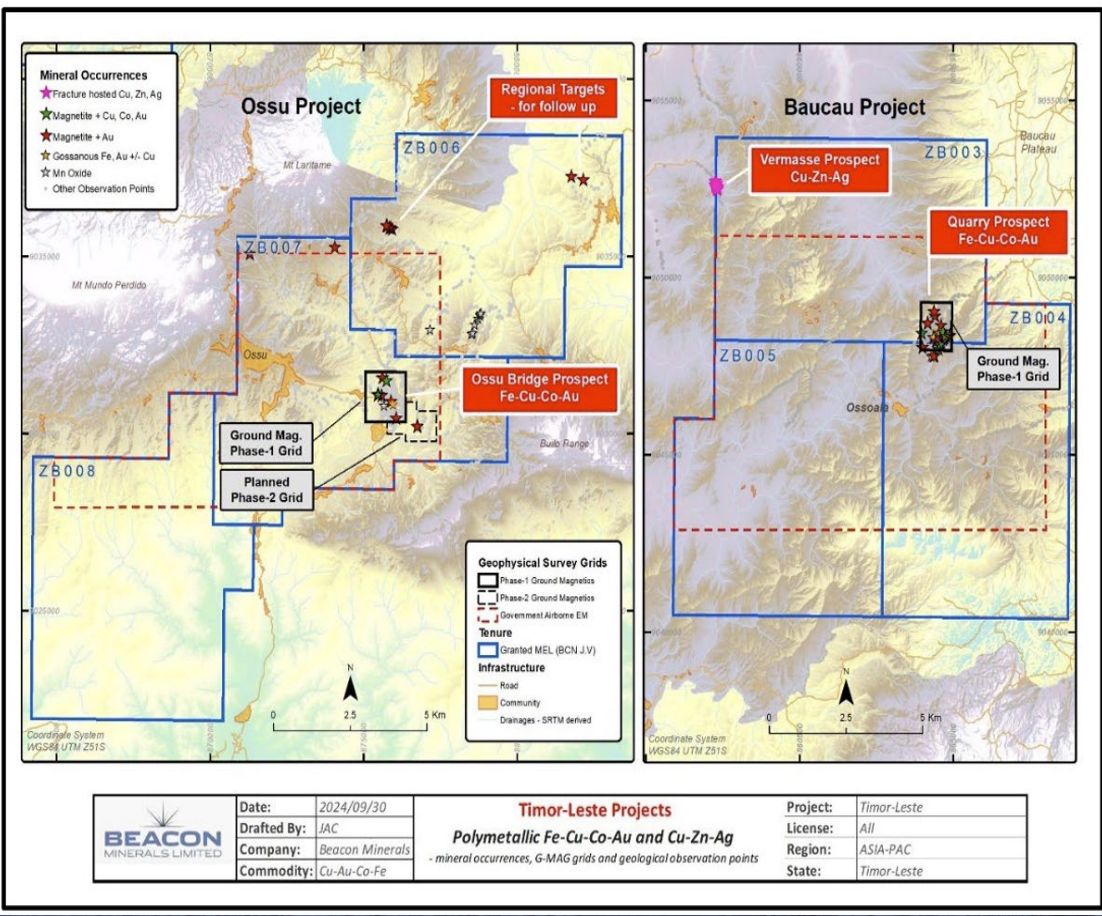 Mineral Occurrences
Fracture hosted Cu, Zn, Ag
Magnetite + Cu, Co, Au
Magnetite + Au
Gossanous Fe, Au +/- Cu
Mn Oxide
Other Observation Points
Ossu Project
Regional Targets
- for follow up
ZB006
Mt Laritame
ZB007
9035000
9035000
Mt Mundo Perdido
Ossu
Ossu Bridge Prospect
Fe-Cu-Co-Au
Ground Mag.
Phase-1 Grid
Builo Range
ZB008
Planned
Phase-2 Grid
Geophysical Survey Grids
Phase-1 Ground Magnetics
Phase-2 Ground Magnetics
Government Airborne EM
Tenure
Granted MEL (BCN J.V)
Infrastructure
Road
Community
Drainages - SRTM derived
9025000
N
0 2.5 5 Km
Coordinate System
WGS84 UTM Z51S
Baucau Project
9055000
9055000
Baucau
Plateau
ZB003
Vermasse Prospect
Cu-Zn-Ag
Quarry Prospect
Fe-Cu-Co-Au
9050000
9050000
ZB004
ZB005
Ground Mag.
Phase-1 Grid
Ossoala
N
0 2.5 5 Km
Coordinate System
WGS84 UTM Z51S
BEACON
MINERALS LIMITED
Date: 2024/09/30
Drafted By: JAC
Company: Beacon Minerals
Commodity: Cu-Au-Co-Fe
Timor-Leste Projects
Polymetallic Fe-Cu-Co-Au and Cu-Zn-Ag
- mineral occurrences, G-MAG grids and geological observation points
Project: Timor-Leste
License: All
Region: ASIA-PAC
State: Timor-Leste